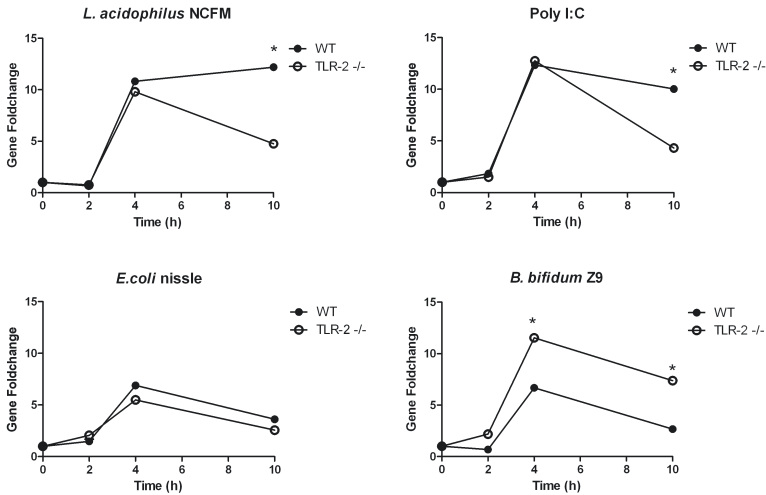 L. acidophilus NCFM
Gene Foldchange
15
10
5
0
0 2 4 6 8 10
Time (h)
*
WT
TLR-2 -/-
Poly I:C
Gene Foldchange
15
10
5
0
0 2 4 6 8 10
Time (h)
*
WT
TLR-2 -/-
E.coli nissle
Gene Foldchange
15
10
5
0
0 2 4 6 8 10
Time (h)
WT
TLR-2 -/-
B. bifidum Z9
Gene Foldchange
15
10
5
0
0 2 4 6 8 10
Time (h)
*
*
WT
TLR-2 -/-